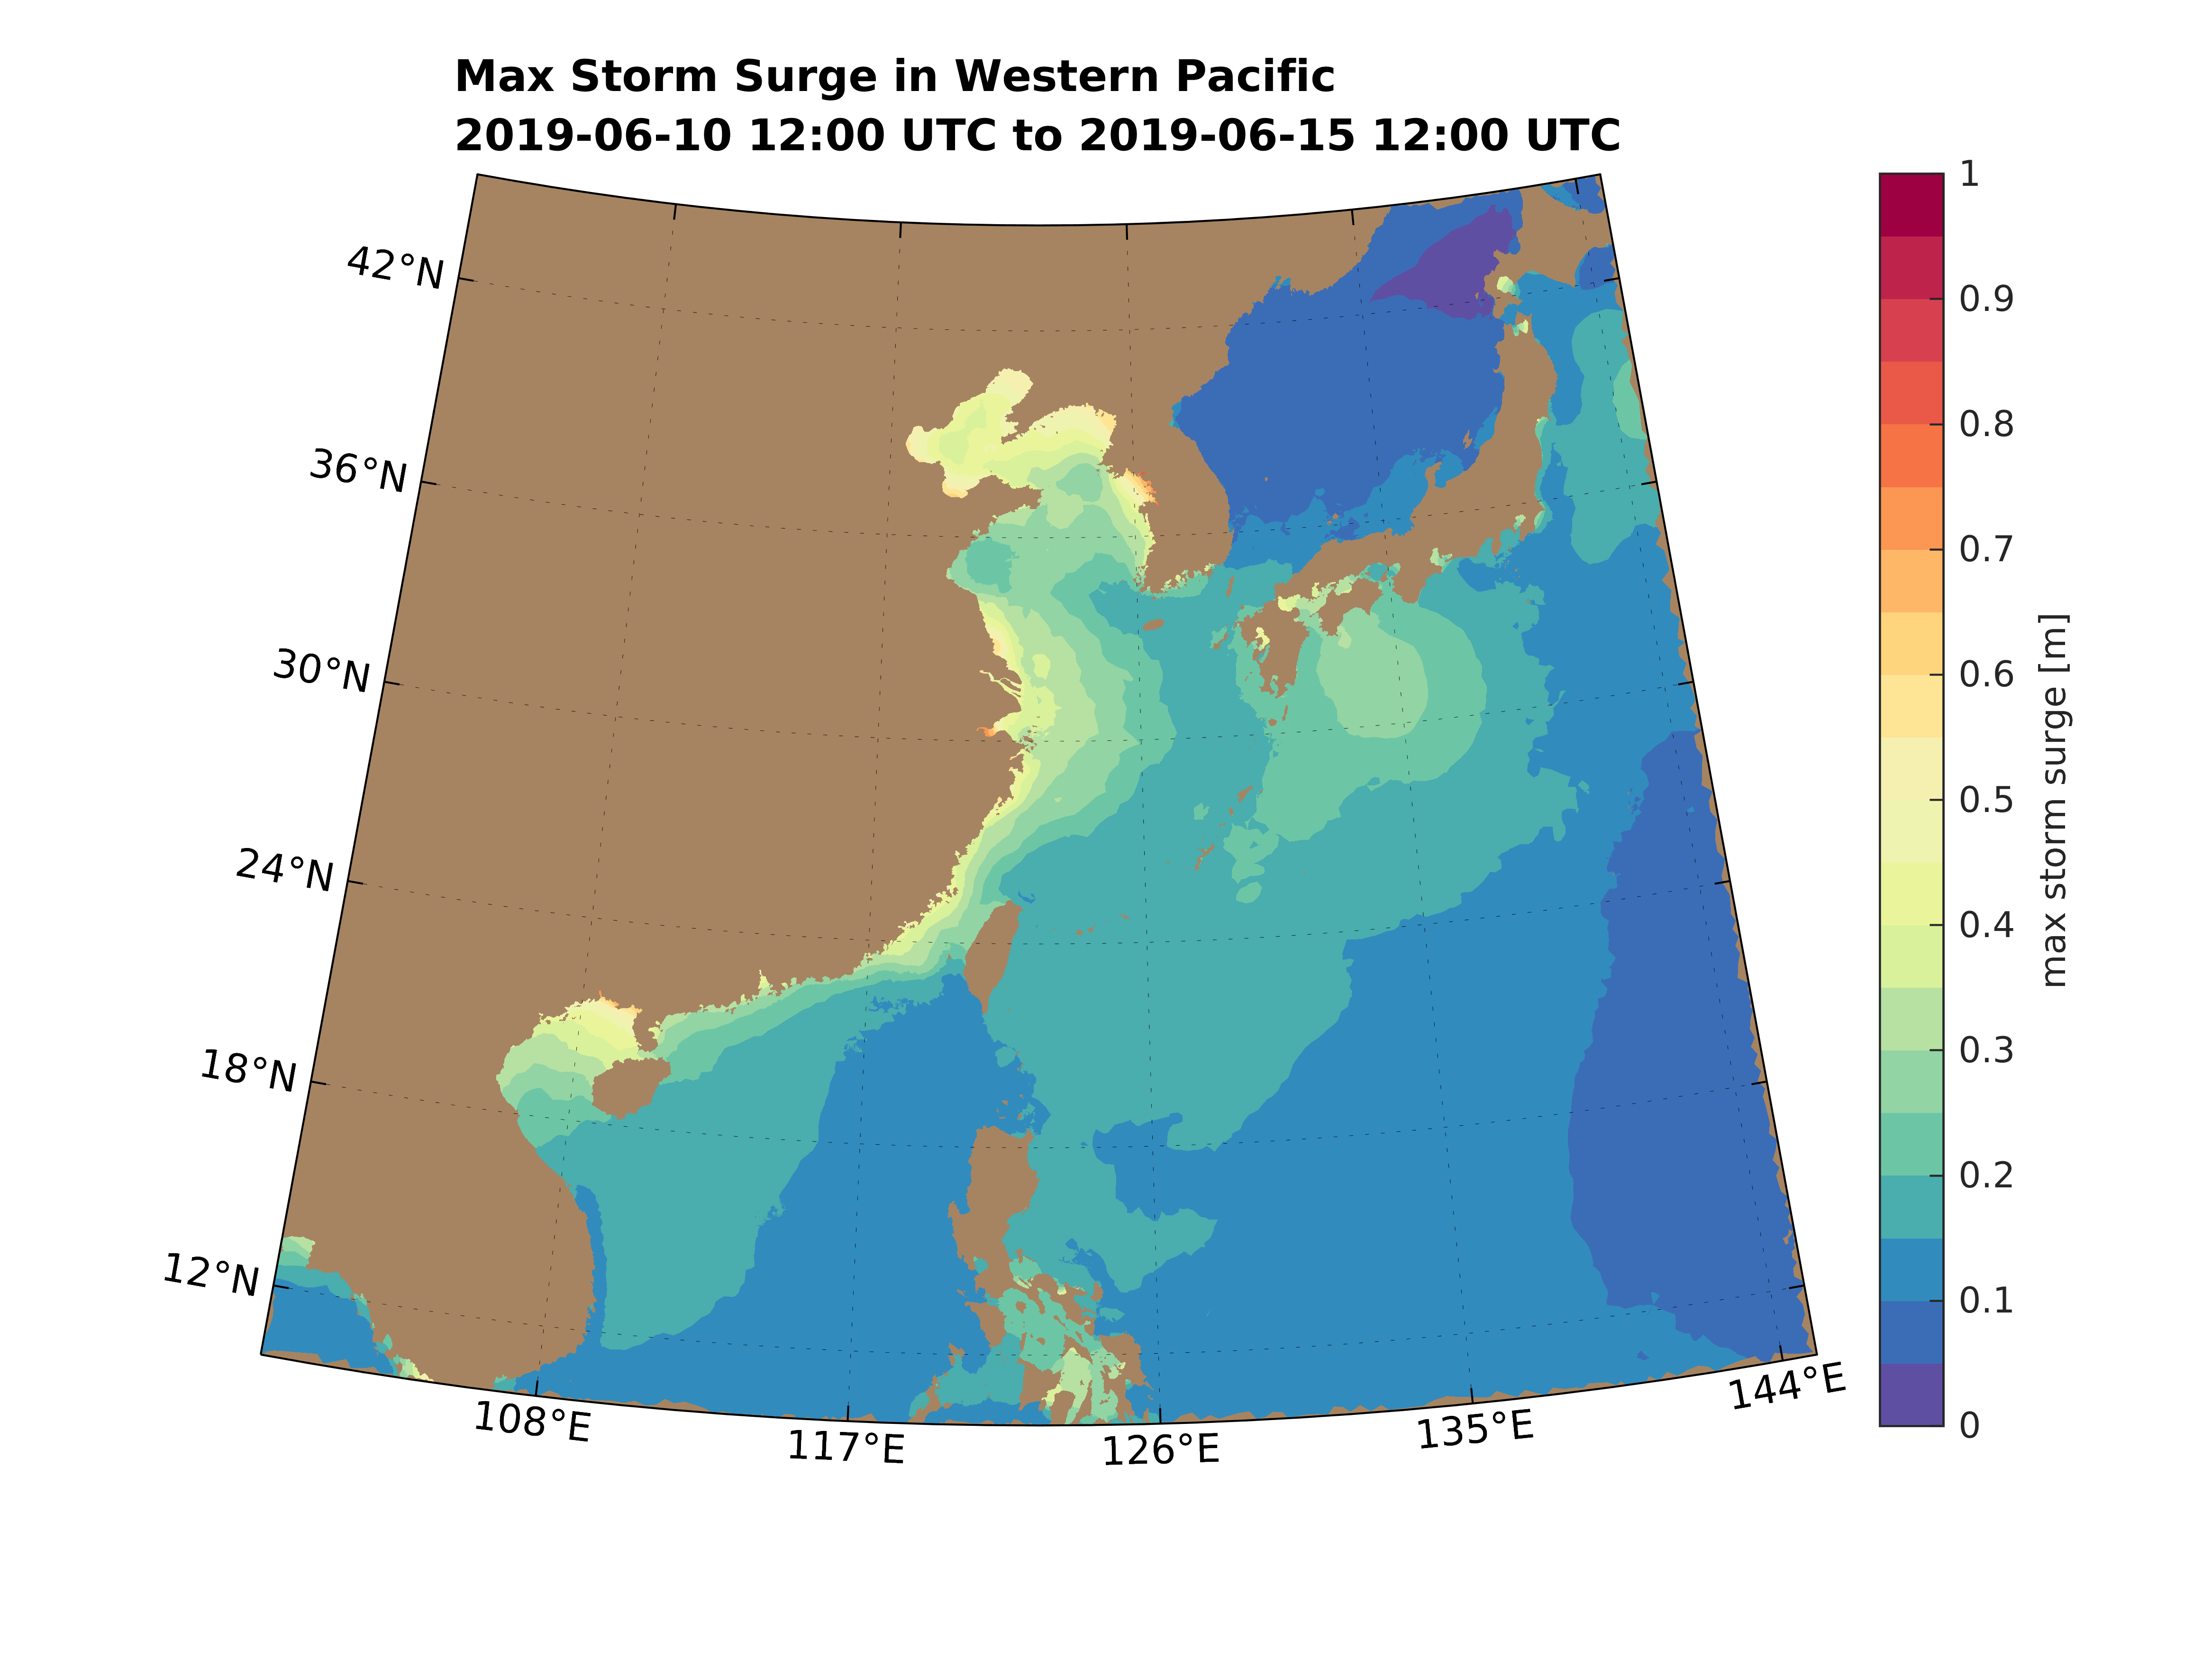 Max Storm Surge in Western Pacific
2019-06-10 12:00 UTC to 2019-06-15 12:00 UTC
42°N
36°N
30°N
24°N
18°N
12°N
108°E
117°E
126°E
135°E
144°E
1
0.9
0.8
0.7
0.6
0.5
0.4
0.3
0.2
0.1
0
max storm surge [m]